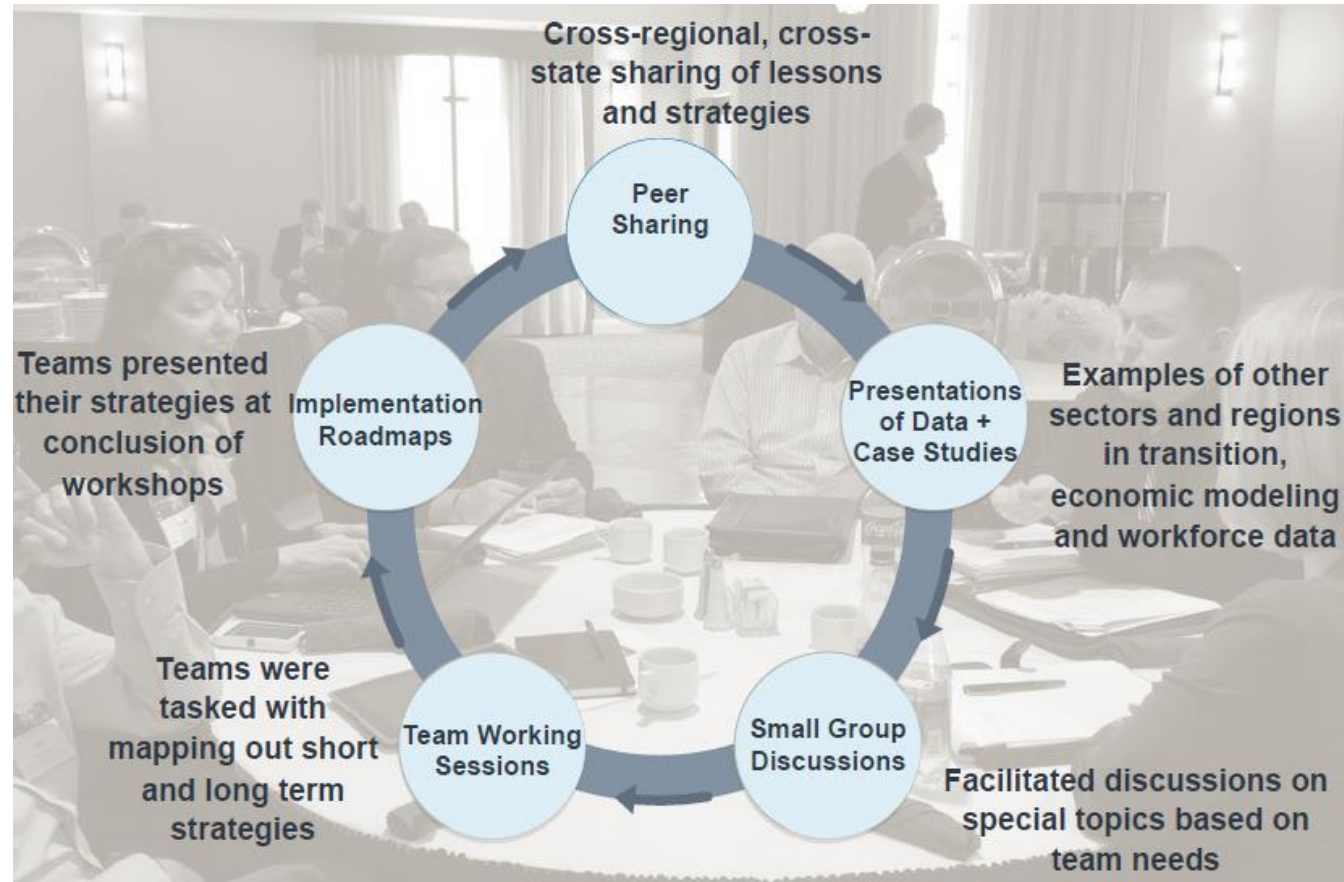 Cross-regional, cross-
state sharing of lessons
and strategies
Peer
Sharing
Presentations
of Data +
Case Studies
Examples of other
sectors and regions
in transition,
economic modeling
and workforce data
Small Group
Discussions
Facilitated discussions on
special topics based on
team needs
Team Working
Sessions
Teams were
tasked with
mapping out short
and long term
strategies
Implementation
Roadmaps
Teams presented
their strategies at
conclusion of
workshops